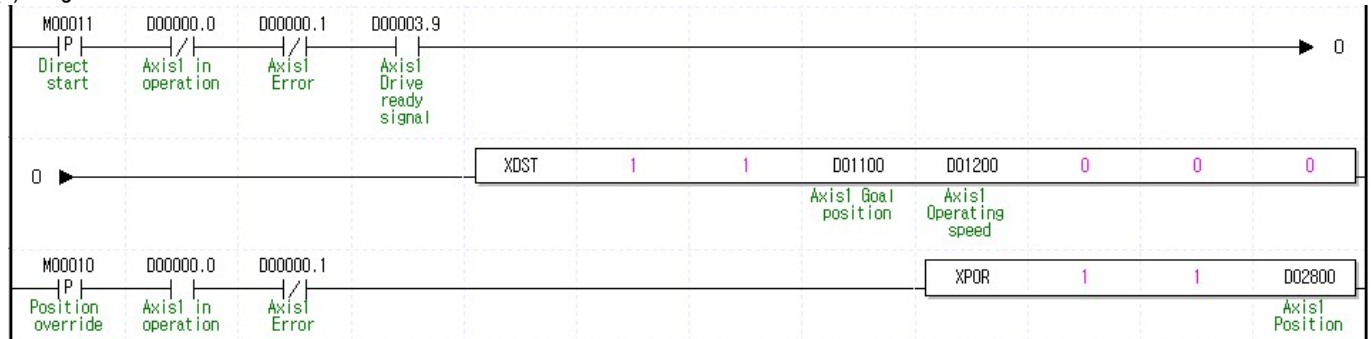 M00011 D00000.0 D00000.1 D00003.9
P
Direct start Axis1 in operation Axis1 Error Axis1 Drive ready signal
0
0
XDST 1 1 D01100 D01200 0 0 0
Axis1 Goal position Axis1 Operating speed
M00010 D00000.0 D00000.1
P
XPOR 1 1 D02800
Position override Axis1 in operation Axis1 Error
Axis1 Position